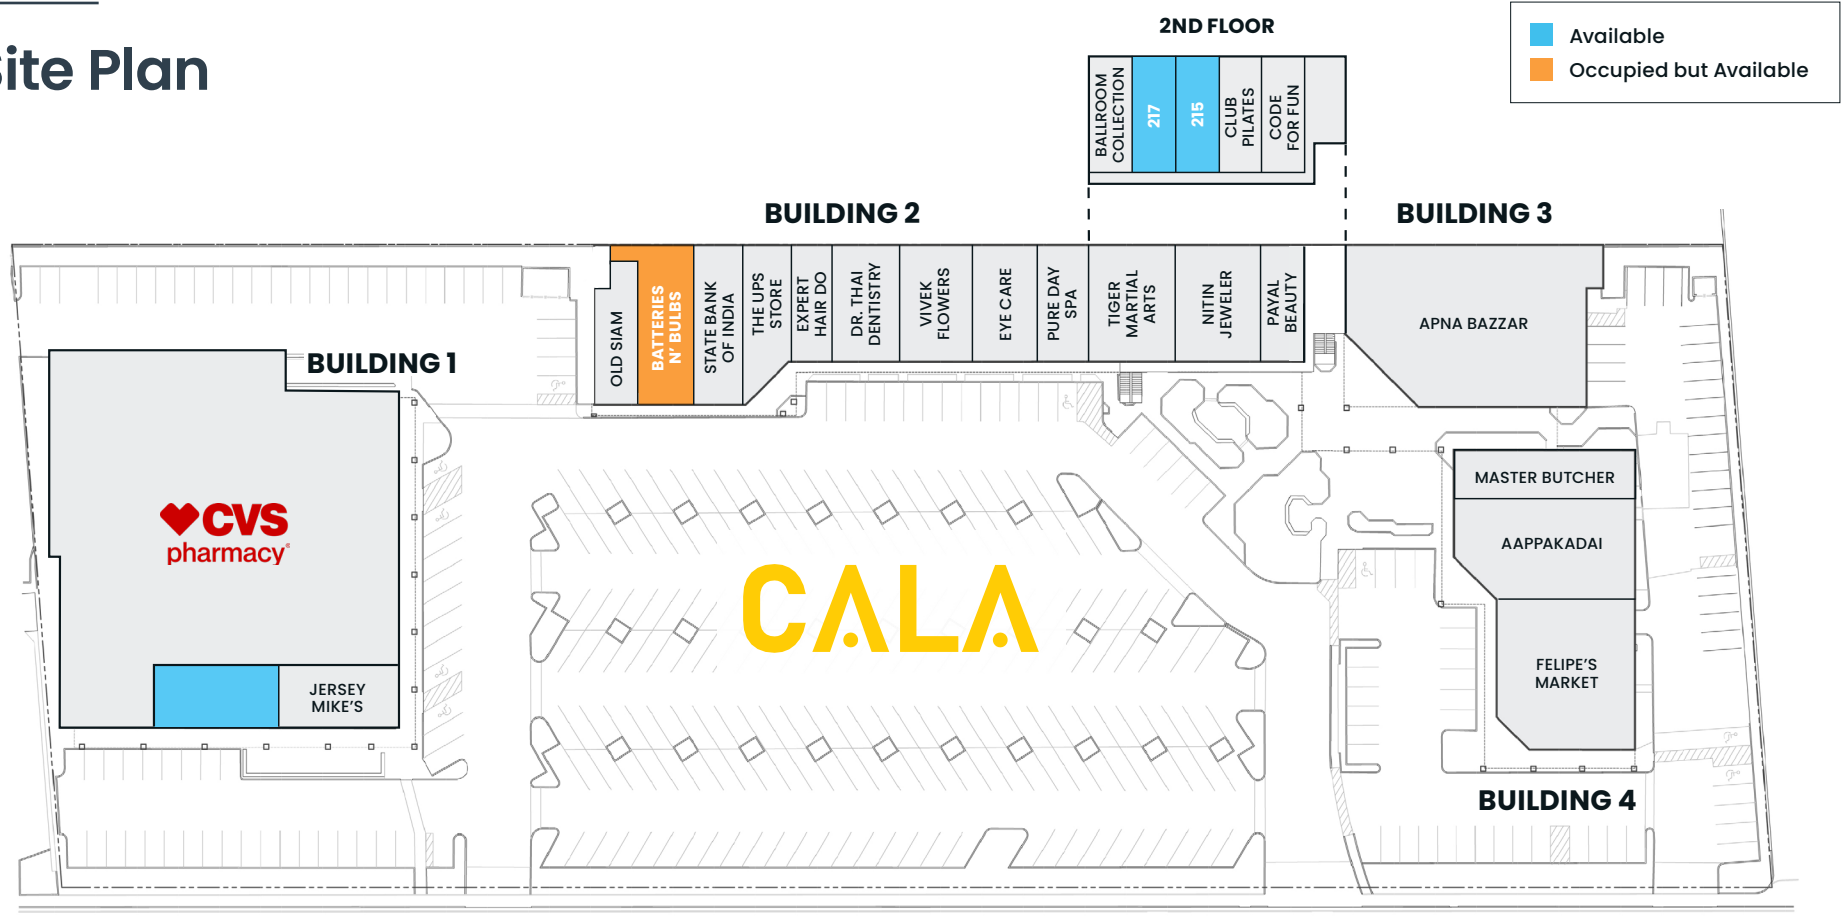 Site Plan
2ND FLOOR
Available
Occupied but Available
BALLROOM
COLLECTION
217
215
CLUB
PILATES
CODE
FOR FUN
BUILDING 2
BUILDING 3
OLD SIAM
BATTERIES
N' BULBS
STATE BANK
OF INDIA
THE UPS
STORE
EXPERT
HAIR DO
DR. THAI
DENTISTRY
VIVEK
FLOWERS
EYE CARE
PURE DAY
SPA
TIGER
MARTIAL
ARTS
NITIN
JEWELER
PAYAL
BEAUTY
APNA BAZZAR
BUILDING 1
CVS
pharmacy
JERSEY
MIKE'S
CALA
MASTER BUTCHER
AAPPAKADAI
FELIPE'S
MARKET
BUILDING 4